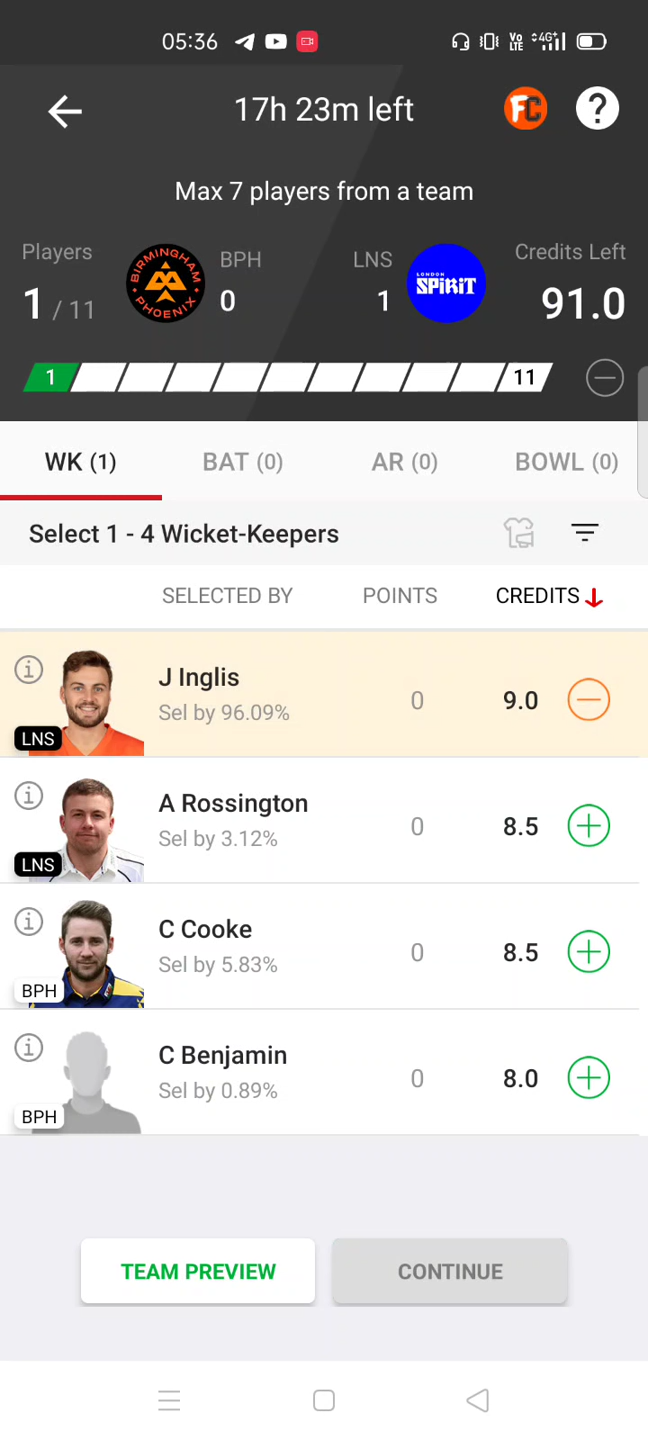 05:36
Vo LTE 4G+
17h 23m left
FC ?
Max 7 players from a team
Players BPH LNS Credits Left
BIRMINGHAM PHOENIX
LONDON SPIRIT
1 / 11 0 1 91.0
1 11
WK (1) BAT (0) AR (0) BOWL (0)
Select 1 - 4 Wicket-Keepers
SELECTED BY POINTS CREDITS
J Inglis
Sel by 96.09% 0 9.0
LNS
A Rossington
Sel by 3.12% 0 8.5
LNS
C Cooke
Sel by 5.83% 0 8.5
BPH
C Benjamin
Sel by 0.89% 0 8.0
BPH
TEAM PREVIEW CONTINUE